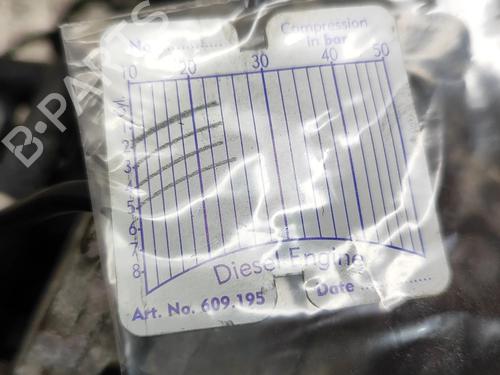 No. ..............
Compression
in bar
10 20 30 40 50
1
2
3
4
5
6
7
8
Diesel-Engine
Art. No. 609.195
Date ..............
B-PARTS